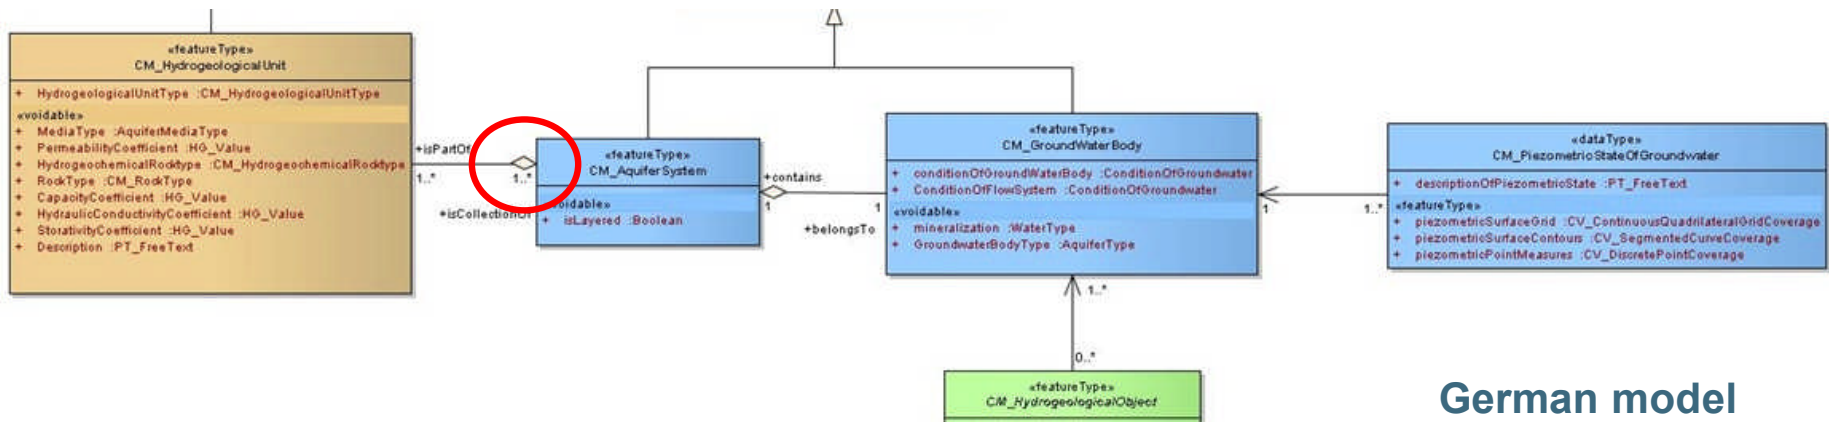 «featureType»
CM_HydrogeologicalUnit
+ HydrogeologicalUnitType :CM_HydrogeologicalUnitType
«voidable»
+ MediaType :AquiferMediaType
+ PermeabilityCoefficient :HG_Value
+ HydrogeochemicalRocktype :CM_HydrogeochemicalRocktype
+ RockType :CM_RockType
+ CapacityCoefficient :HG_Value
+ HydraulicConductivityCoefficient :HG_Value
+ StorativityCoefficient :HG_Value
+ Description :PT_FreeText
+isPartOf
1..*
1..*
+isCollectionOf
«featureType»
CM_AquiferSystem
«voidable»
+ isLayered :Boolean
+contains
1
1
+belongsTo
«featureType»
CM_GroundWaterBody
+ conditionOfGroundWaterBody :ConditionOfGroundwater
+ ConditionOfFlowSystem :ConditionOfGroundwater
«voidable»
+ mineralization :WaterType
+ GroundwaterBodyType :AquiferType
1
1..*
«dataType»
CM_PiezometricStateOfGroundwater
+ descriptionOfPiezometricState :PT_FreeText
«featureType»
+ piezometricSurfaceGrid :CV_ContinuousQuadrilateralGridCoverage
+ piezometricSurfaceContours :CV_SegmentedCurveCoverage
+ piezometricPointMeasures :CV_DiscretePointCoverage
1..*
0..*
«featureType»
CM_HydrogeologicalObject
German model